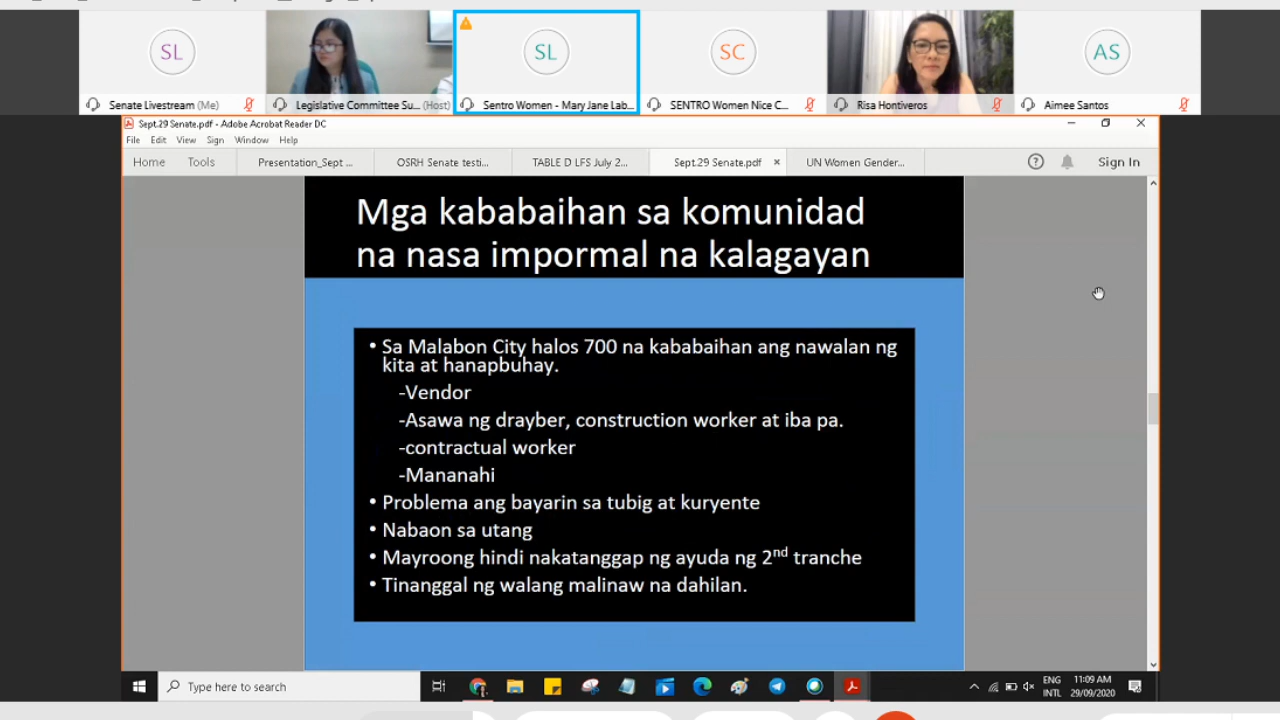 SL
SL
SC
AS
Senate Livestream (Me)
Legislative Committee Su... (Host)
Sentro Women - Mary Jane Lab...
SENTRO Women Nice C...
Risa Hontiveros
Aimee Santos
Sept.29 Senate.pdf - Adobe Acrobat Reader DC
File Edit View Sign Window Help
Home Tools Presentation_Sept ... OSRH Senate testi... TABLE D LFS July 2... Sept.29 Senate.pdf × UN Women Gender... Sign In
Mga kababaihan sa komunidad
na nasa impormal na kalagayan
• Sa Malabon City halos 700 na kababaihan ang nawalan ng
kita at hanapbuhay.
-Vendor
-Asawa ng drayber, construction worker at iba pa.
-contractual worker
-Mananahi
• Problema ang bayarin sa tubig at kuryente
• Nabaon sa utang
• Mayroong hindi nakatanggap ng ayuda ng 2nd tranche
• Tinanggal ng walang malinaw na dahilan.
Type here to search
ENG
INTL
11:09 AM
29/09/2020